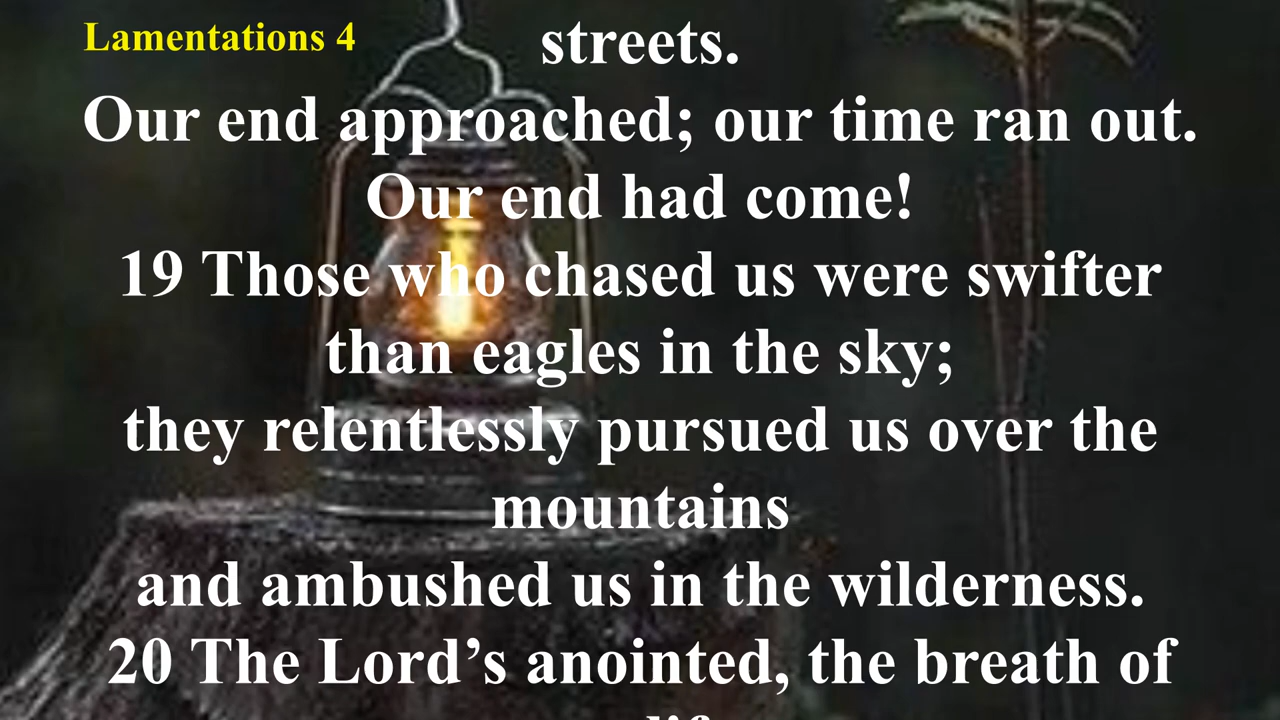 Lamentations 4
streets.
Our end approached; our time ran out.
Our end had come!
19 Those who chased us were swifter
than eagles in the sky;
they relentlessly pursued us over the
mountains
and ambushed us in the wilderness.
20 The Lord’s anointed, the breath of